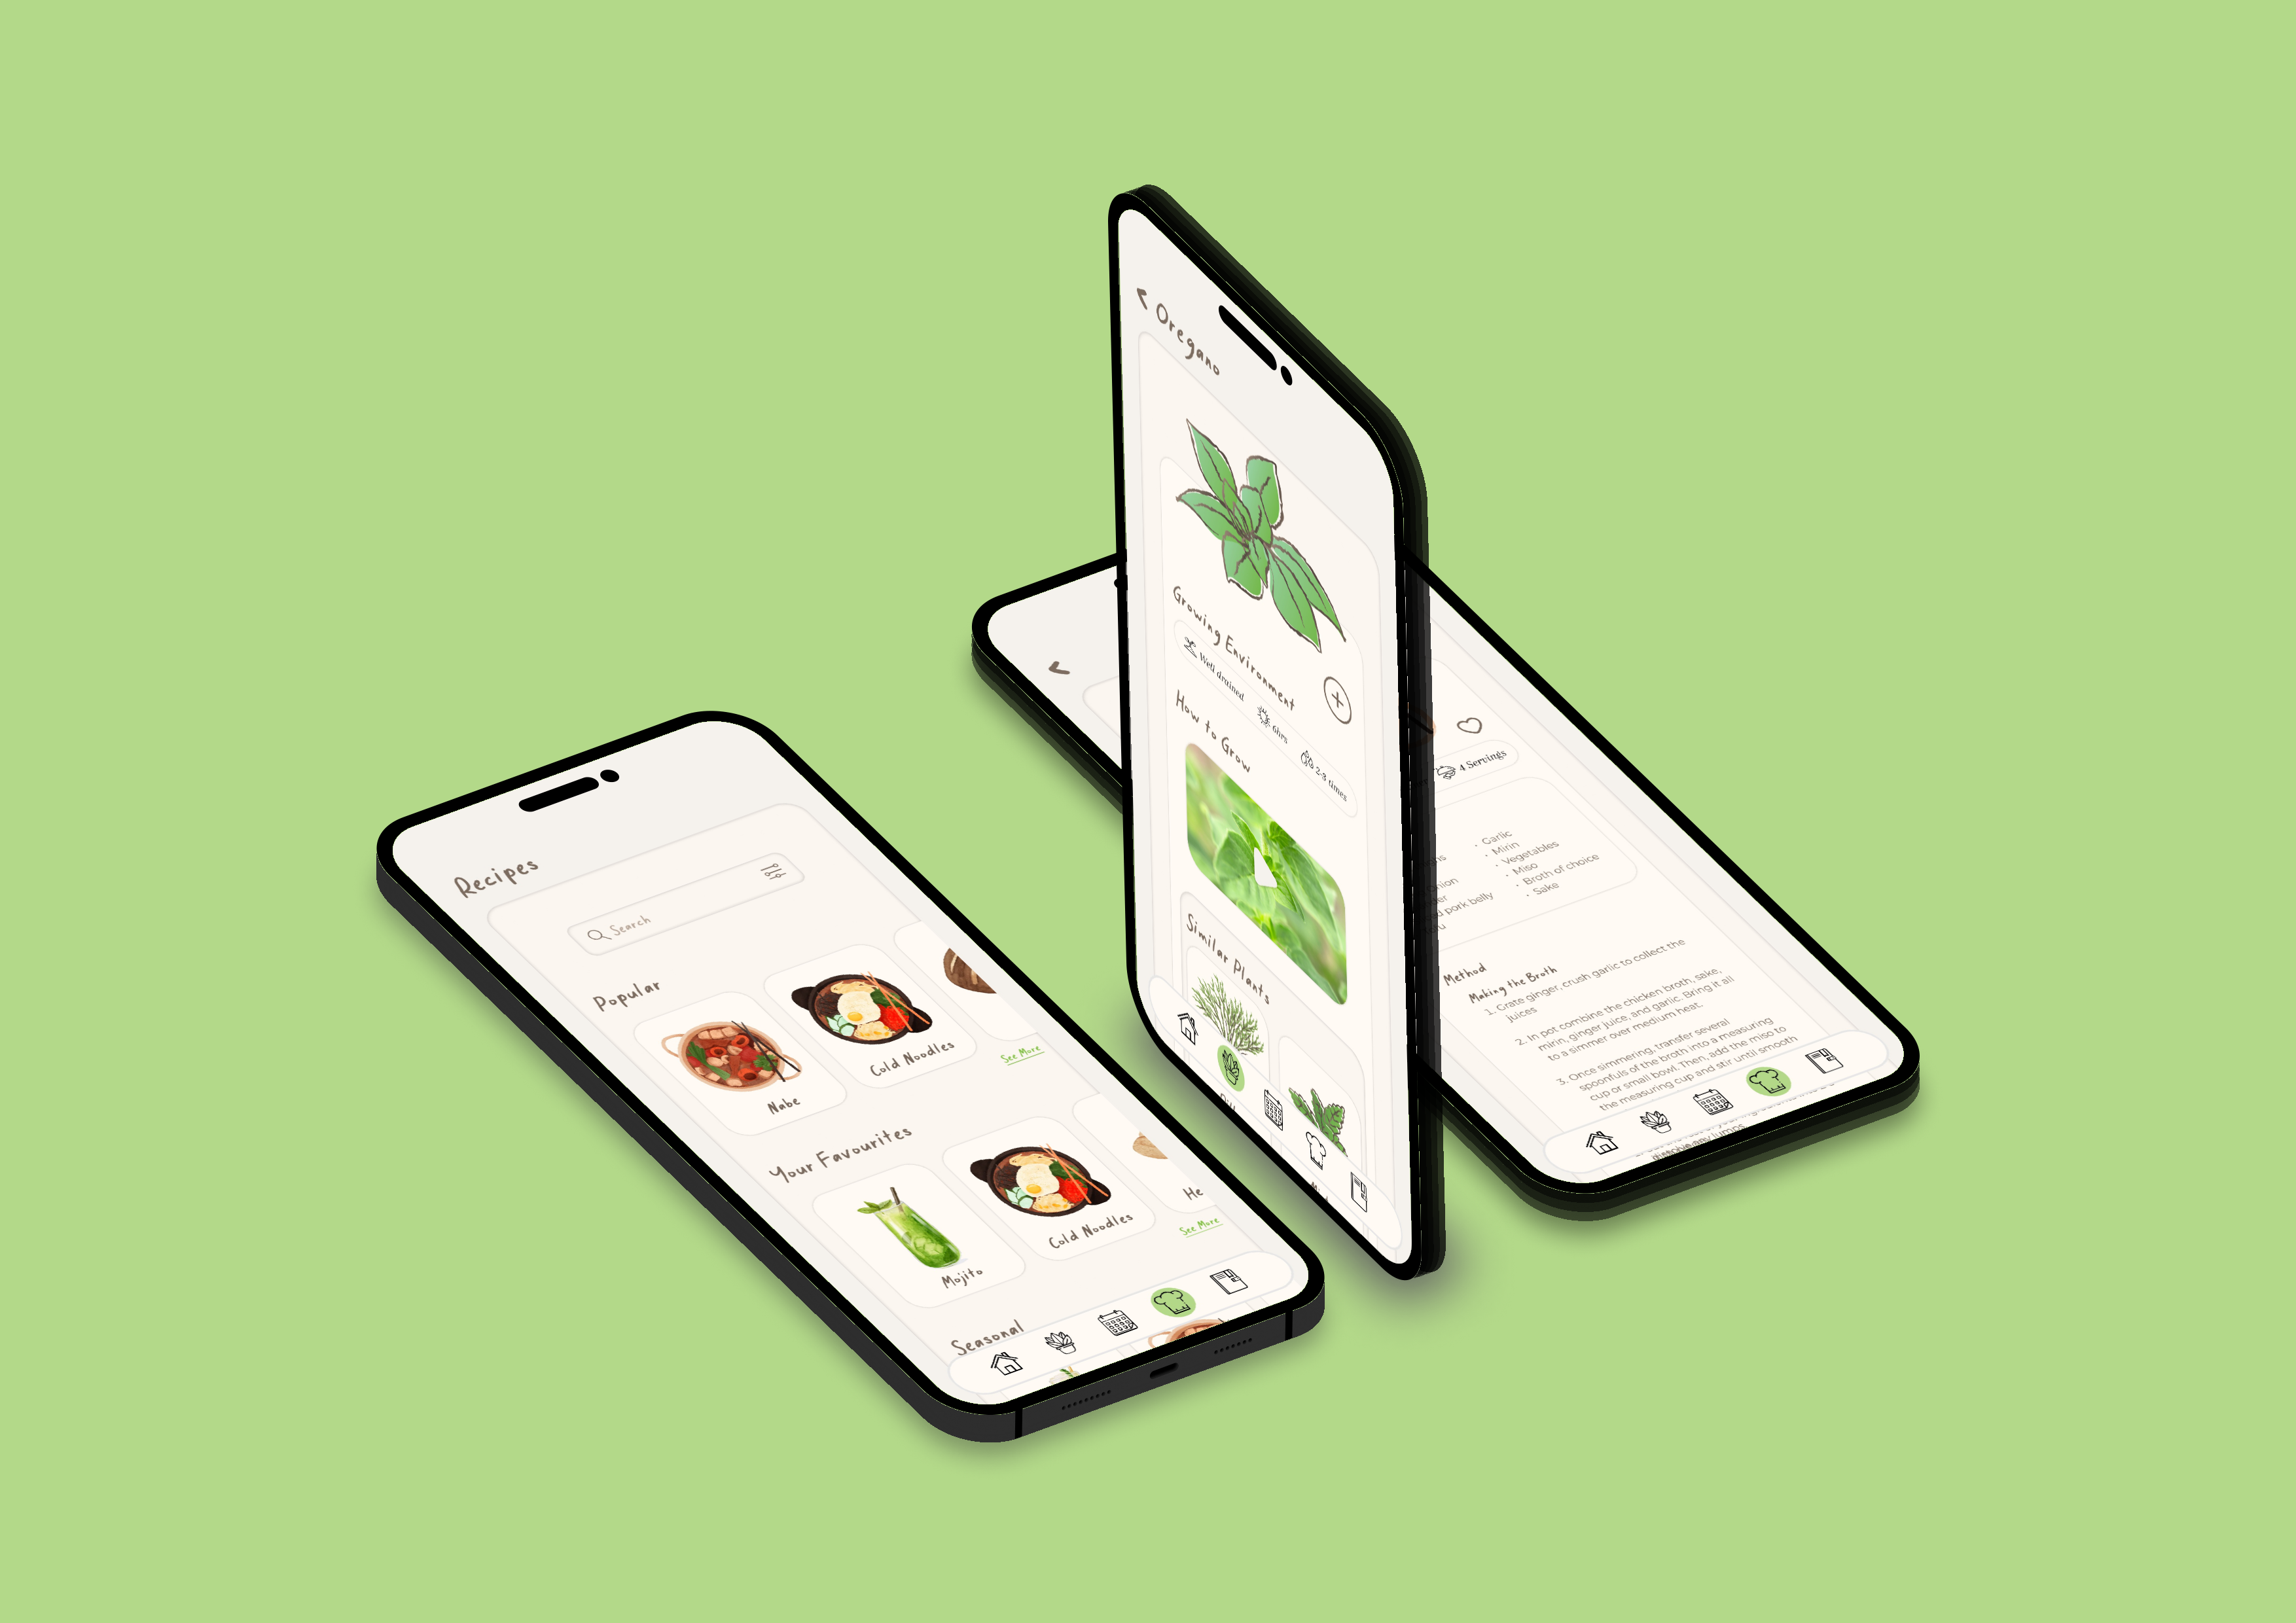 Recipes
Search
Popular
Nabe
Cold Noodles
See More
Your Favourites
Mojito
Cold Noodles
He
See More
Seasonal
Oregano
Growing Environment
Well drained
6hrs
2-3 times
How to Grow
Similar Plants
4 Servings
Garlic
Mirin
Vegetables
Miso
Broth of choice
Sake
pork belly
Method
Making the Broth
1. Grate ginger, crush garlic to collect the
juices
2. In pot combine the chicken broth, sake,
mirin, ginger juice, and garlic. Bring it all
to a simmer over medium heat.
3. Once simmering, transfer several
spoonfuls of the broth into a measuring
cup or small bowl. Then, add the miso to
the measuring cup and stir until smooth